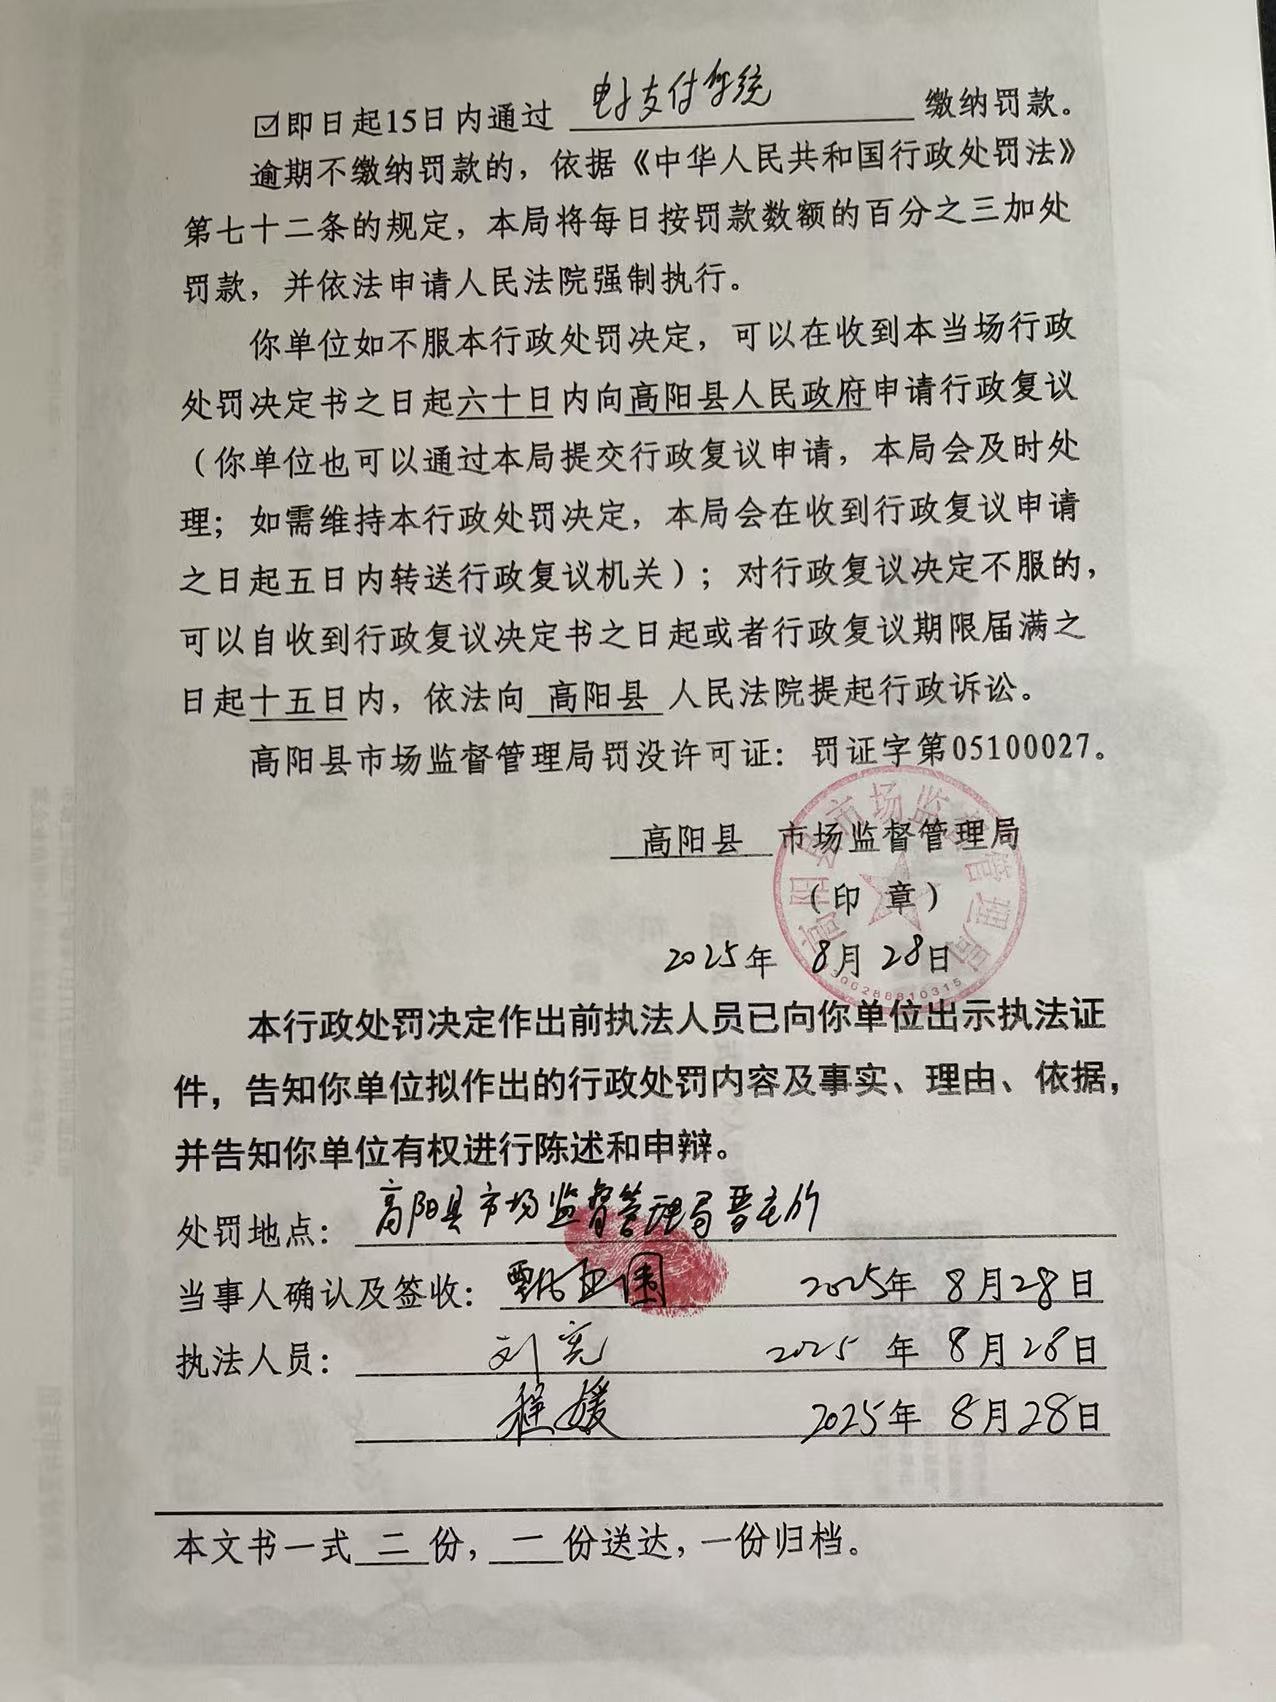 ☑即日起15日内通过 电子支付系统 缴纳罚款。
逾期不缴纳罚款的，依据《中华人民共和国行政处罚法》
第七十二条的规定，本局将每日按罚款数额的百分之三加处
罚款，并依法申请人民法院强制执行。
你单位如不服本行政处罚决定，可以在收到本当场行政
处罚决定书之日起六十日内向高阳县人民政府申请行政复议
（你单位也可以通过本局提交行政复议申请，本局会及时处
理；如需维持本行政处罚决定，本局会在收到行政复议申请
之日起五日内转送行政复议机关）；对行政复议决定不服的，
可以自收到行政复议决定书之日起或者行政复议期限届满之
日起十五日内，依法向 高阳县 人民法院提起行政诉讼。
高阳县市场监督管理局罚没许可证：罚证字第05100027。
高阳县 市场监督管理局
（印 章）
高阳县市场监督管理局
2025年 8月28日
本行政处罚决定作出前执法人员已向你单位出示执法证
件，告知你单位拟作出的行政处罚内容及事实、理由、依据，
并告知你单位有权进行陈述和申辩。
处罚地点：高阳县市场监督管理局晋庄所
当事人确认及签收：甄 2025年 8月28日
执法人员：刘亮 2025年 8月28日
程媛 2025年 8月28日
本文书一式 二 份， 一 份送达，一份归档。